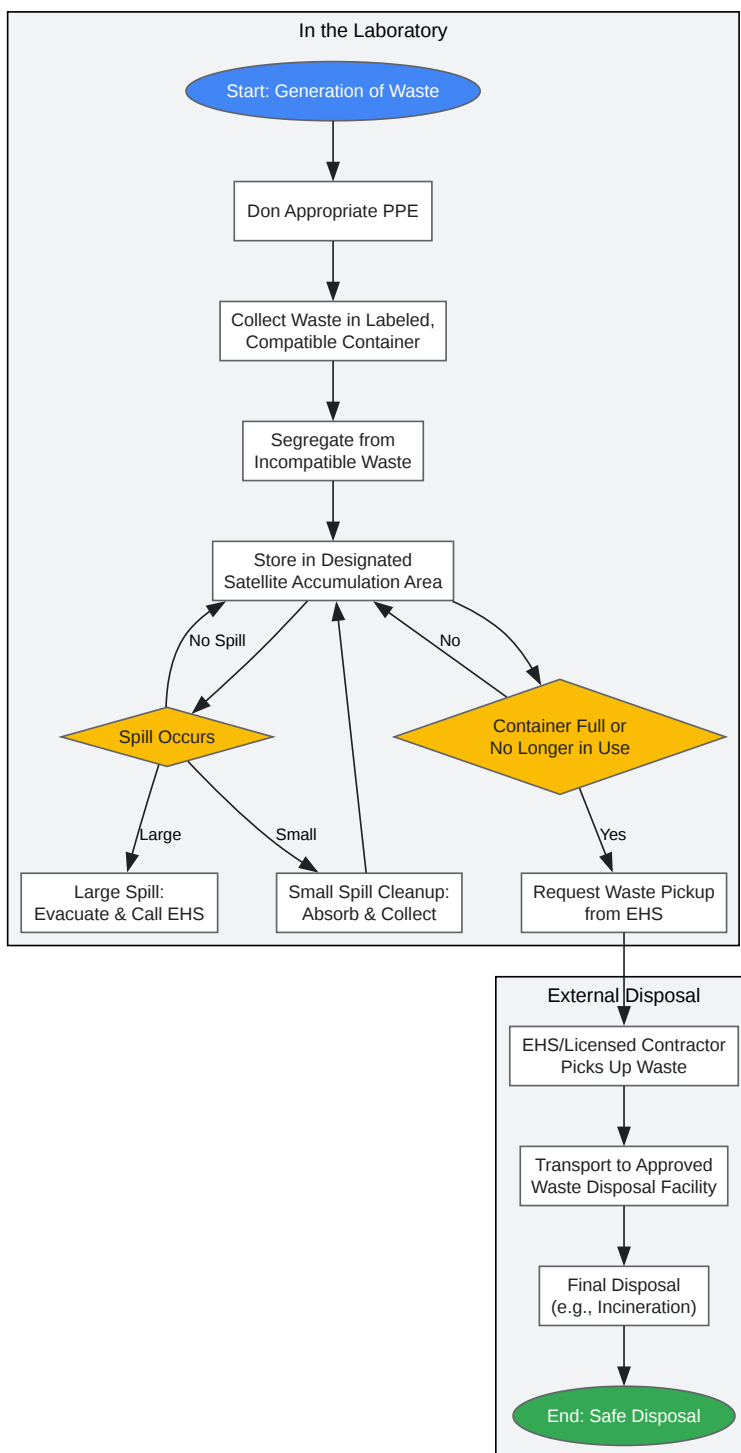 In the Laboratory
Start: Generation of Waste
Don Appropriate PPE
Collect Waste in Labeled,
Compatible Container
Segregate from
Incompatible Waste
Store in Designated
Satellite Accumulation Area
No Spill
No
Spill Occurs
Container Full or
No Longer in Use
Large
Small
Yes
Large Spill:
Evacuate & Call EHS
Small Spill Cleanup:
Absorb & Collect
Request Waste Pickup
from EHS
External Disposal
EHS/Licensed Contractor
Picks Up Waste
Transport to Approved
Waste Disposal Facility
Final Disposal
(e.g., Incineration)
End: Safe Disposal